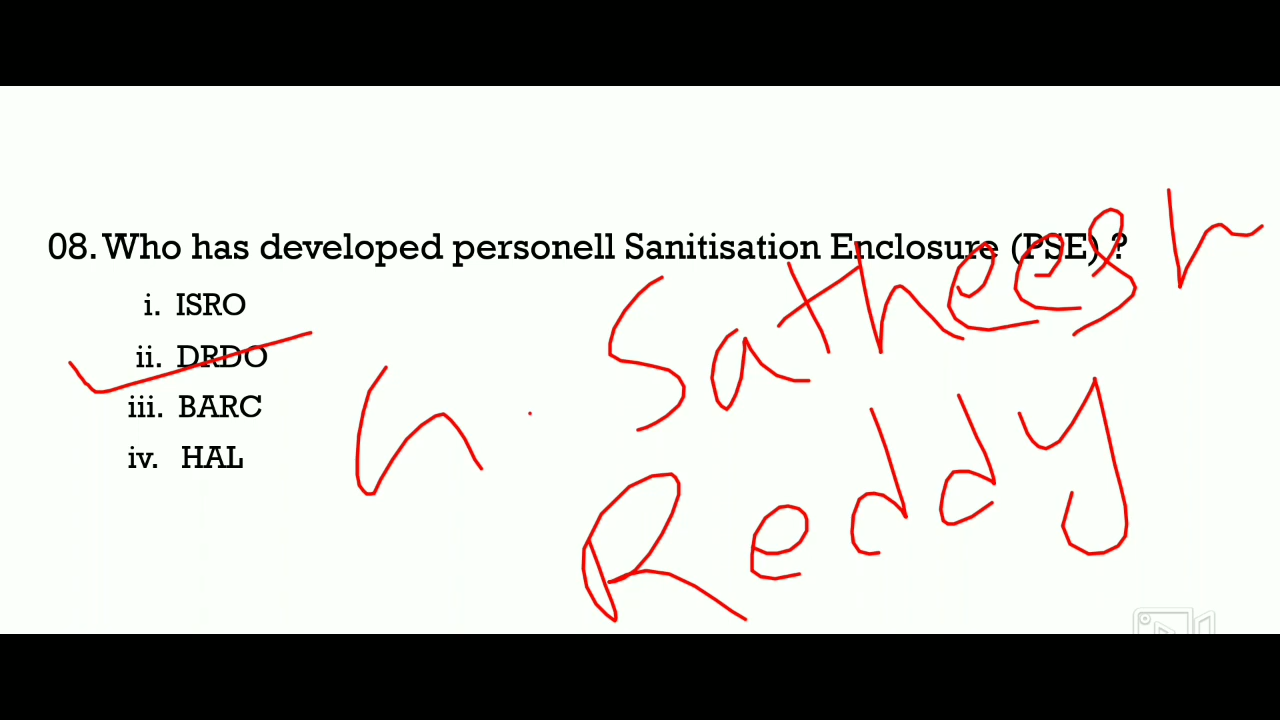 08. Who has developed personell Sanitisation Enclosure (PSE) ?
i. ISRO
ii. DRDO
iii. BARC
iv. HAL
Satheesh
Reddy